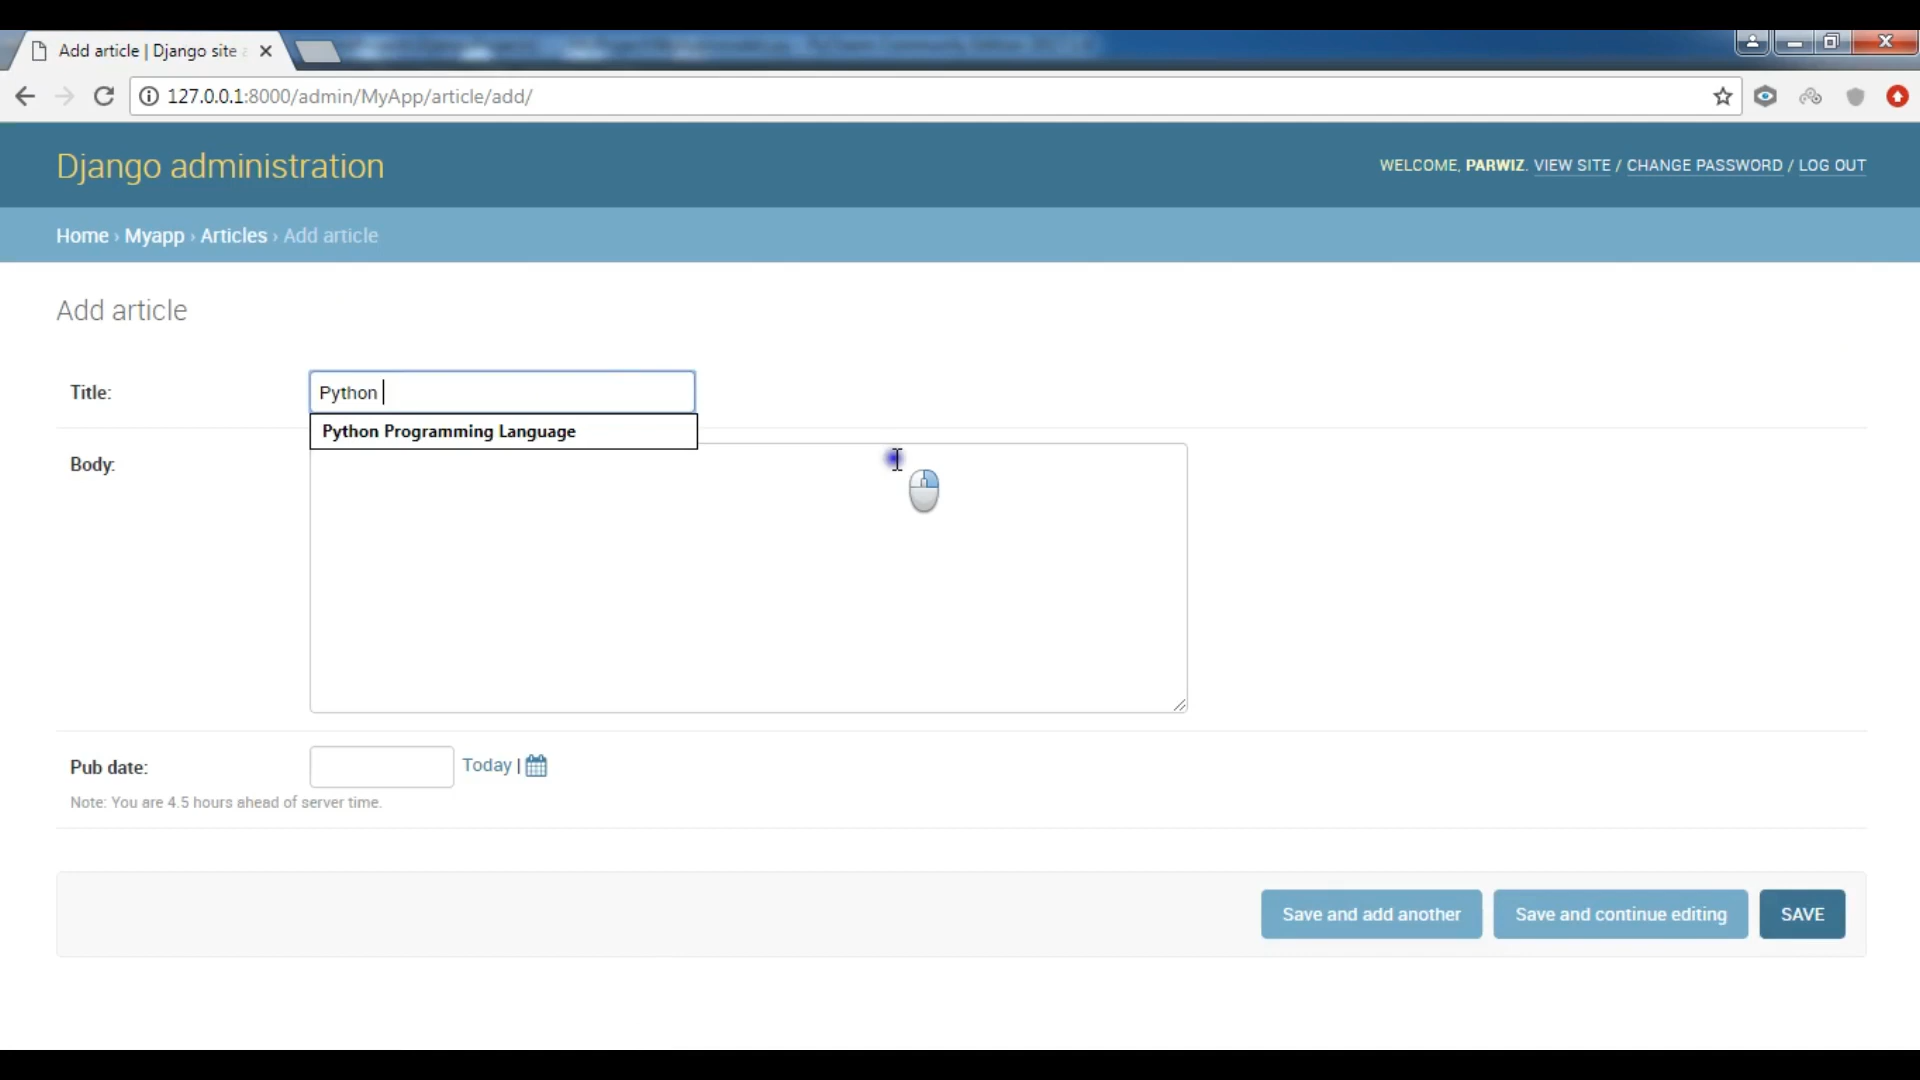 Add article | Django site a
127.0.0.1:8000/admin/MyApp/article/add/
Django administration
WELCOME, PARWIZ. VIEW SITE / CHANGE PASSWORD / LOG OUT
Home › Myapp › Articles › Add article
Add article
Title:
Python
Python Programming Language
Body:
Pub date:
Today |
Note: You are 4.5 hours ahead of server time.
Save and add another
Save and continue editing
SAVE